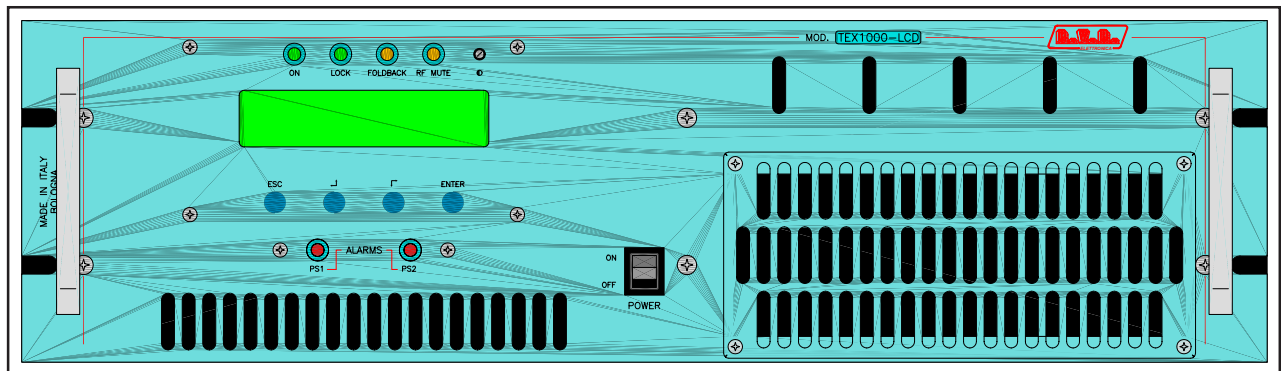 MOD. TEX1000-LCD
R.V.R.
ELETTRONICA
ON LOCK FOLDBACK RF MUTE
ESC ENTER
MADE IN ITALY
BOLOGNA
ALARMS
PS1 PS2
ON
OFF
POWER